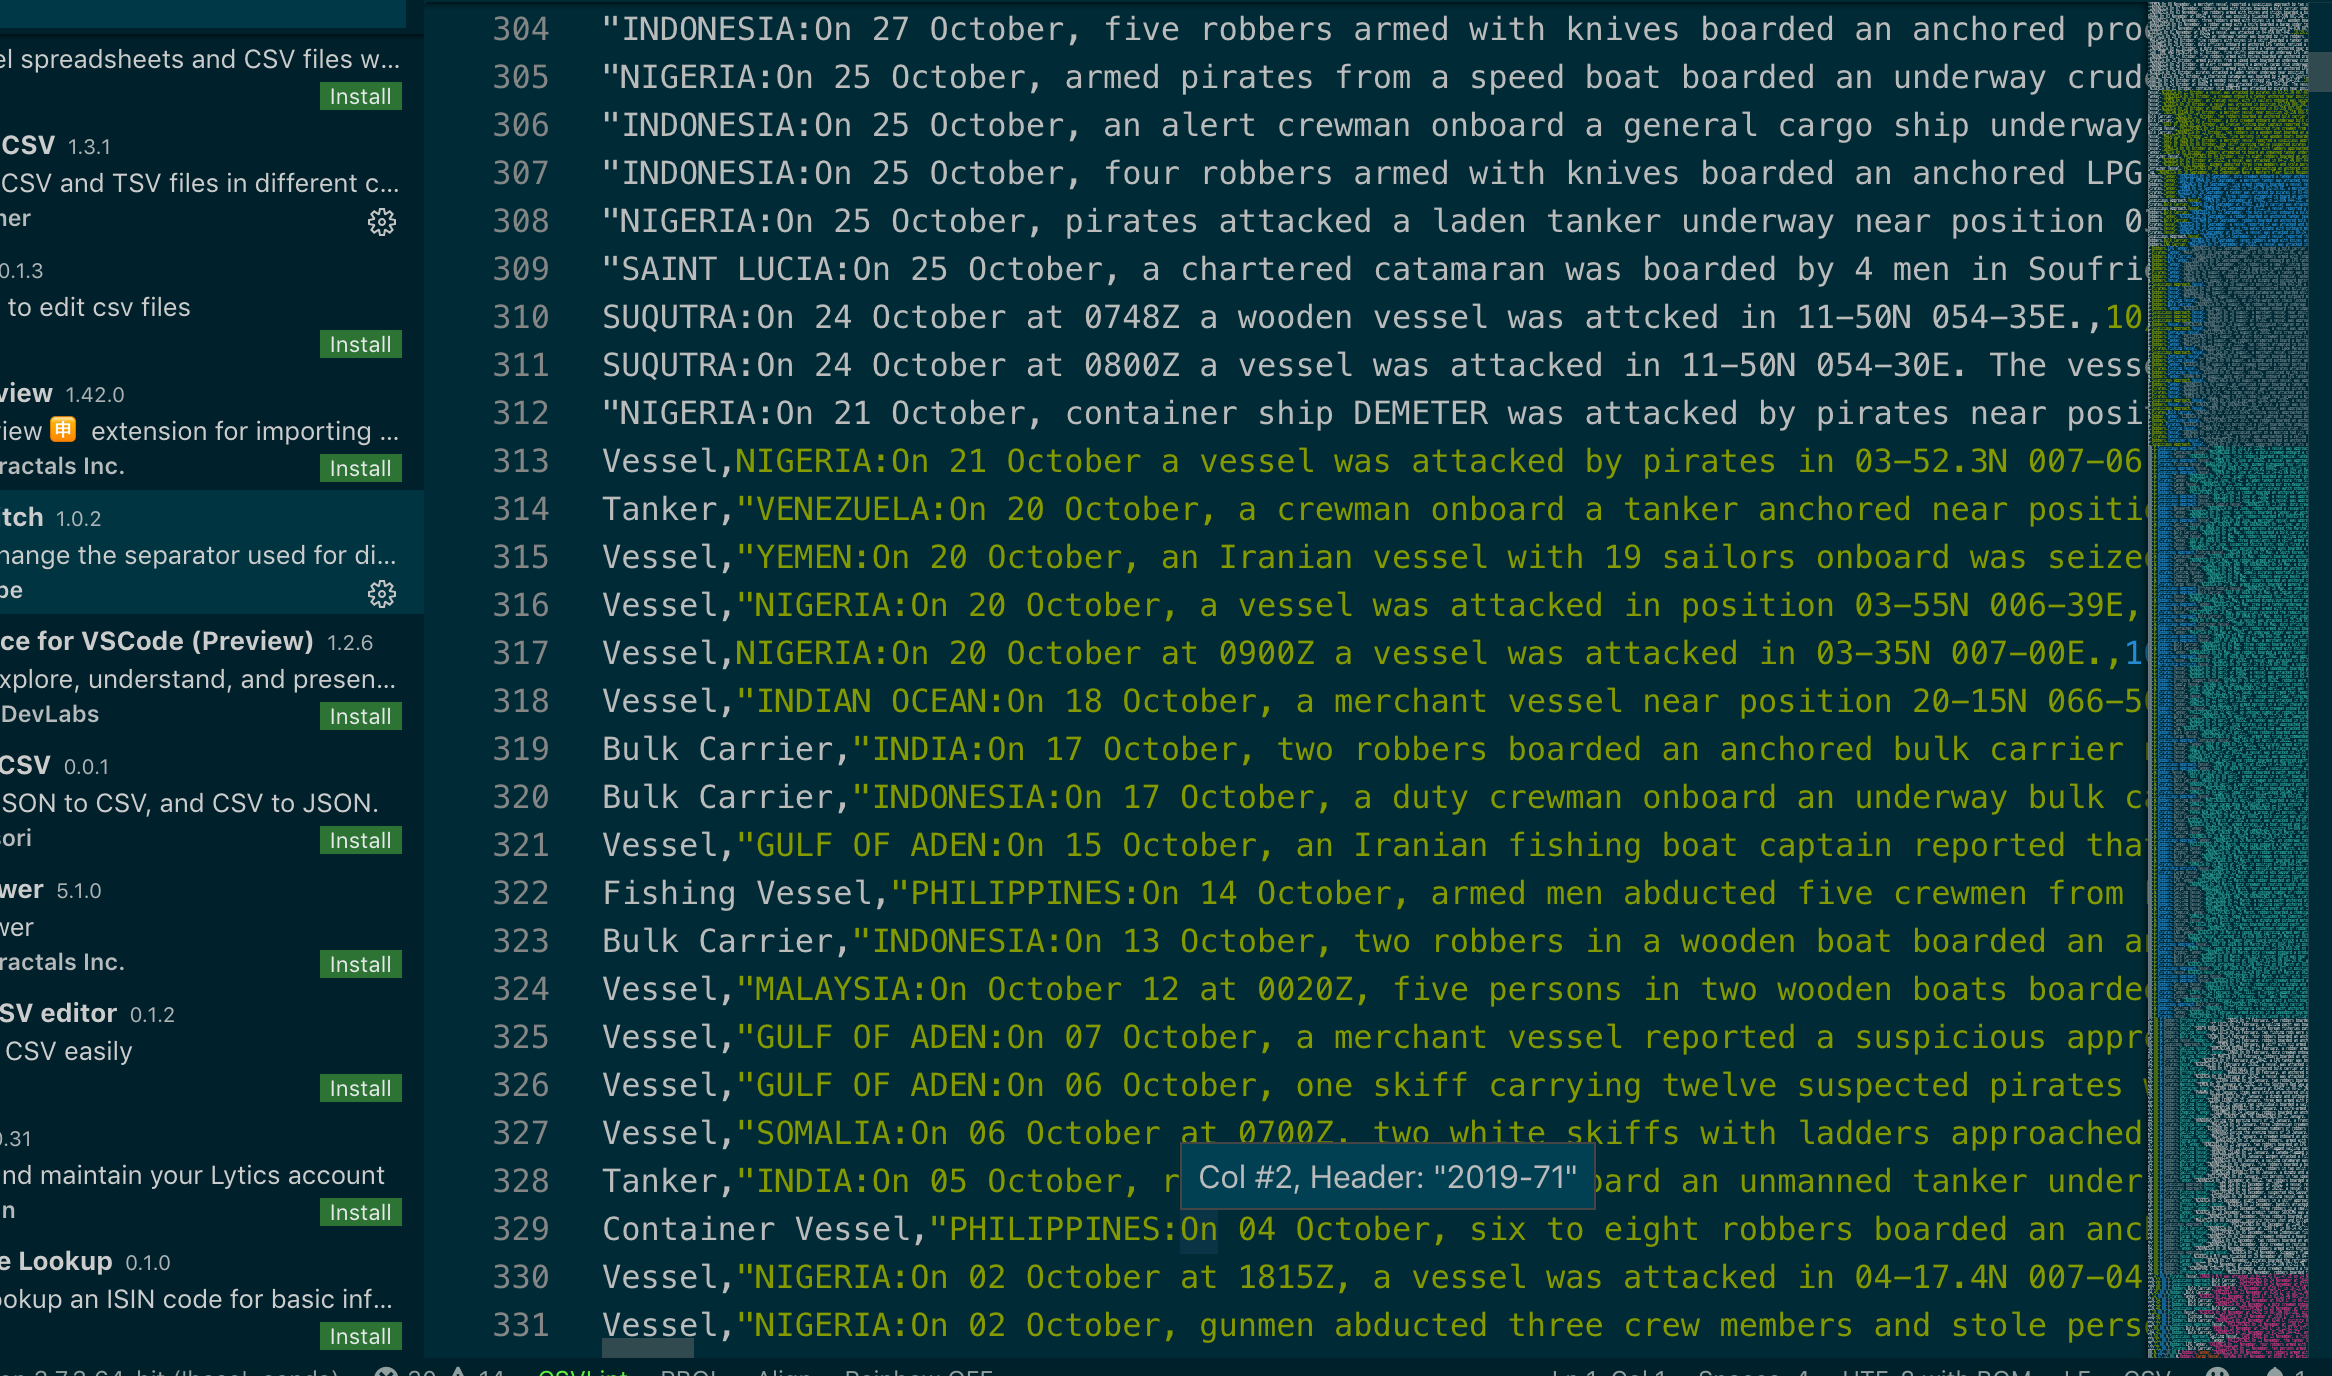 el spreadsheets and CSV files w...
Install
CSV 1.3.1
CSV and TSV files in different c...
ner
0.1.3
to edit csv files
Install
view 1.42.0
view 申 extension for importing ...
ractals Inc.
Install
itch 1.0.2
hange the separator used for di...
pe
ce for VSCode (Preview) 1.2.6
xplore, understand, and presen...
DevLabs
Install
CSV 0.0.1
SON to CSV, and CSV to JSON.
sori
Install
wer 5.1.0
wer
ractals Inc.
Install
SV editor 0.1.2
CSV easily
Install
0.31
nd maintain your Lytics account
n
Install
e Lookup 0.1.0
ookup an ISIN code for basic inf...
Install
304 "INDONESIA:On 27 October, five robbers armed with knives boarded an anchored pro
305 "NIGERIA:On 25 October, armed pirates from a speed boat boarded an underway crud
306 "INDONESIA:On 25 October, an alert crewman onboard a general cargo ship underway
307 "INDONESIA:On 25 October, four robbers armed with knives boarded an anchored LPG
308 "NIGERIA:On 25 October, pirates attacked a laden tanker underway near position 0
309 "SAINT LUCIA:On 25 October, a chartered catamaran was boarded by 4 men in Soufri
310 SUQUTRA:On 24 October at 0748Z a wooden vessel was attcked in 11-50N 054-35E.,10
311 SUQUTRA:On 24 October at 0800Z a vessel was attacked in 11-50N 054-30E. The vess
312 "NIGERIA:On 21 October, container ship DEMETER was attacked by pirates near posi
313 Vessel,NIGERIA:On 21 October a vessel was attacked by pirates in 03-52.3N 007-06
314 Tanker,"VENEZUELA:On 20 October, a crewman onboard a tanker anchored near positi
315 Vessel,"YEMEN:On 20 October, an Iranian vessel with 19 sailors onboard was seized
316 Vessel,"NIGERIA:On 20 October, a vessel was attacked in position 03-55N 006-39E,
317 Vessel,NIGERIA:On 20 October at 0900Z a vessel was attacked in 03-35N 007-00E.,1
318 Vessel,"INDIAN OCEAN:On 18 October, a merchant vessel near position 20-15N 066-5
319 Bulk Carrier,"INDIA:On 17 October, two robbers boarded an anchored bulk carrier
320 Bulk Carrier,"INDONESIA:On 17 October, a duty crewman onboard an underway bulk c
321 Vessel,"GULF OF ADEN:On 15 October, an Iranian fishing boat captain reported tha
322 Fishing Vessel,"PHILIPPINES:On 14 October, armed men abducted five crewmen from
323 Bulk Carrier,"INDONESIA:On 13 October, two robbers in a wooden boat boarded an a
324 Vessel,"MALAYSIA:On October 12 at 0020Z, five persons in two wooden boats boarde
325 Vessel,"GULF OF ADEN:On 07 October, a merchant vessel reported a suspicious appr
326 Vessel,"GULF OF ADEN:On 06 October, one skiff carrying twelve suspected pirates
327 Vessel,"SOMALIA:On 06 October at 0700Z, two white skiffs with ladders approached
Col #2, Header: "2019-71"
328 Tanker,"INDIA:On 05 October, r oard an unmanned tanker under
329 Container Vessel,"PHILIPPINES:On 04 October, six to eight robbers boarded an anc
330 Vessel,"NIGERIA:On 02 October at 1815Z, a vessel was attacked in 04-17.4N 007-04
331 Vessel,"NIGERIA:On 02 October, gunmen abducted three crew members and stole pers